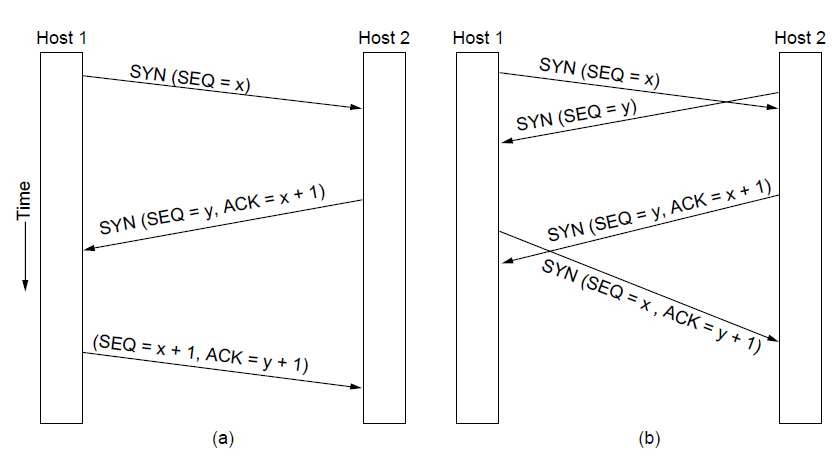 Host 1
Host 2
SYN (SEQ = x)
SYN (SEQ = y, ACK = x + 1)
(SEQ = x + 1, ACK = y + 1)
Time
(a)
Host 1
Host 2
SYN (SEQ = x)
SYN (SEQ = y)
SYN (SEQ = y, ACK = x + 1)
SYN (SEQ = x , ACK = y + 1)
(b)